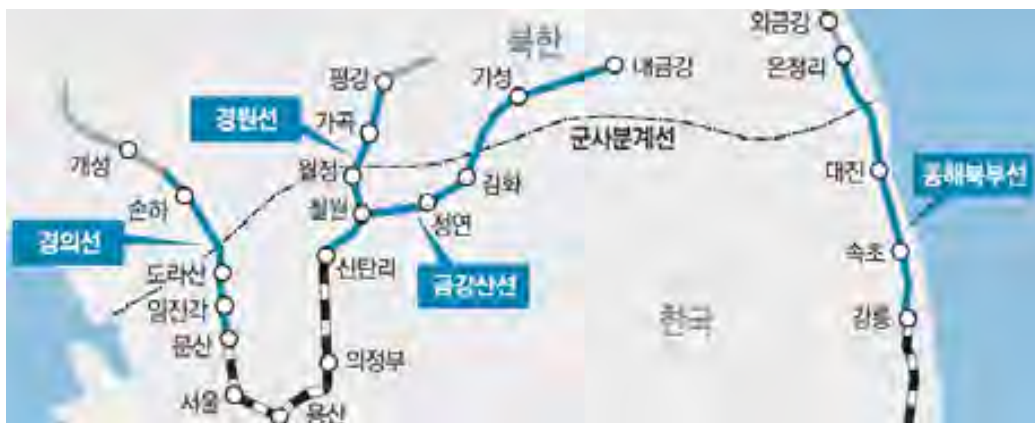 외금강
북한
온정리
내금강
평강
기성
경원선
가곡
군사분계선
개성
월정
김화
대진
동해북부선
손하
철원
정연
경의선
도라산
신탄리
금강산선
속초
임진각
한국
강릉
문산
의정부
서울
용산